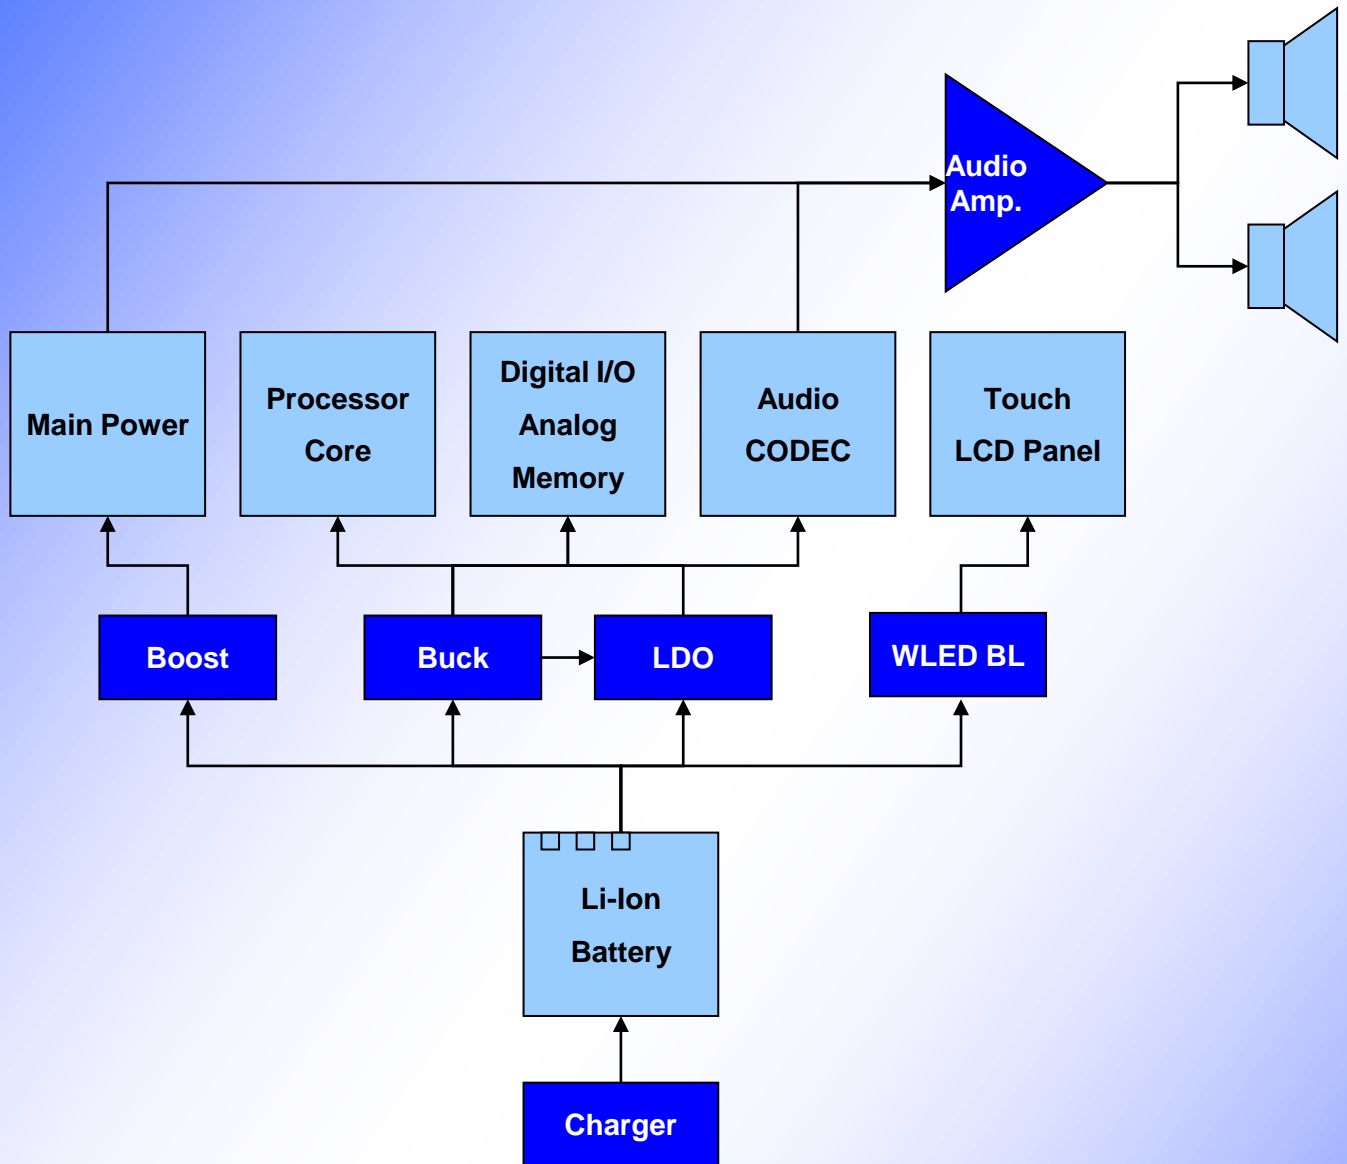 Audio
Amp.
Main Power
Processor
Core
Digital I/O
Analog
Memory
Audio
CODEC
Touch
LCD Panel
Boost
Buck
LDO
WLED BL
Li-Ion
Battery
Charger